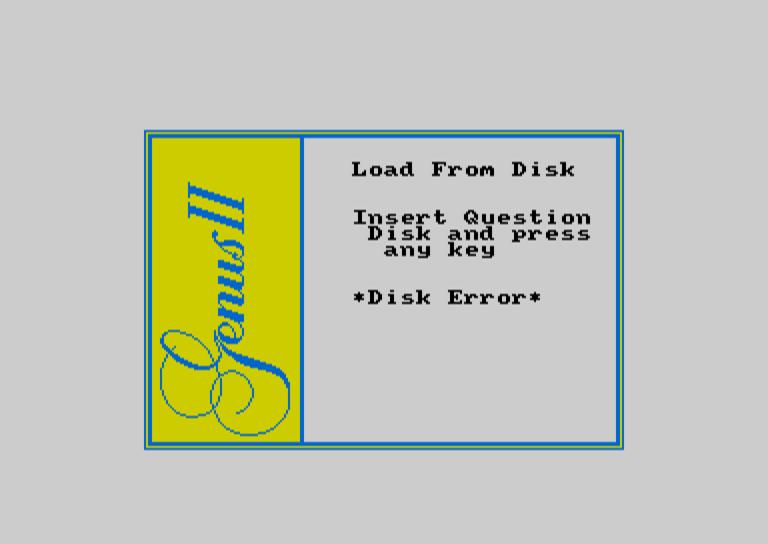 Genus II
Load From Disk
Insert Question
Disk and press
any key
*Disk Error*